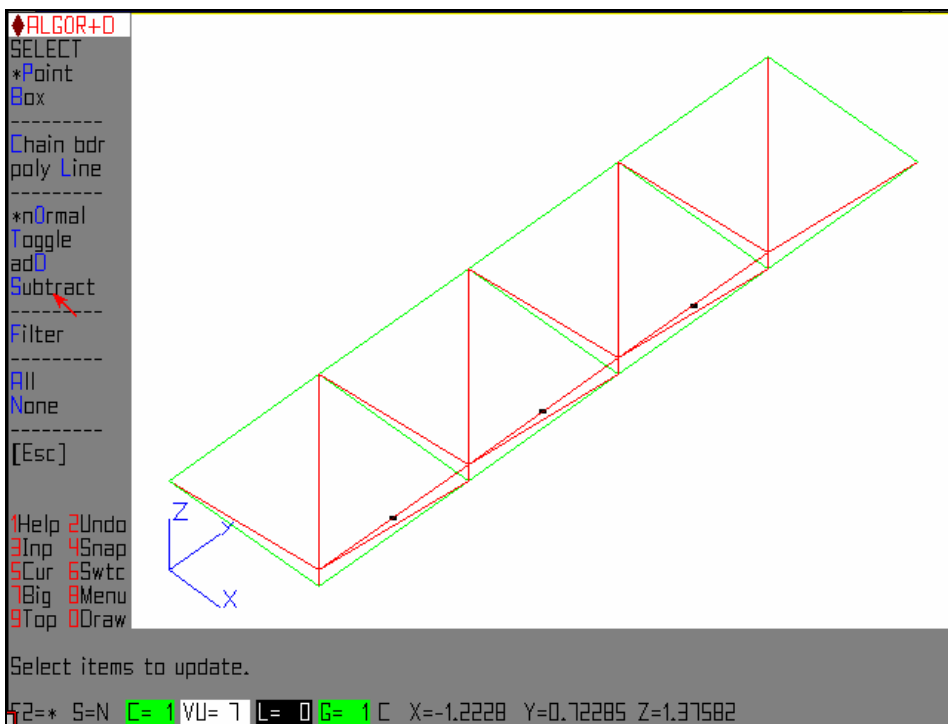 ALGOR+D
SELECT
*Point
Box
---------
Chain bdr
poly Line
---------
*nOrmal
Toggle
adD
Subtract
---------
Filter
---------
All
None
---------
[Esc]
1Help 2Undo
3Inp 4Snap
5Cur 6Swtc
7Big 8Menu
9Top 0Draw
Z
Y
X
Select items to update.
F2=* S=N C= 1 VU= 7 L= 0 G= 1 C X=-1.2228 Y=0.72285 Z=1.37582